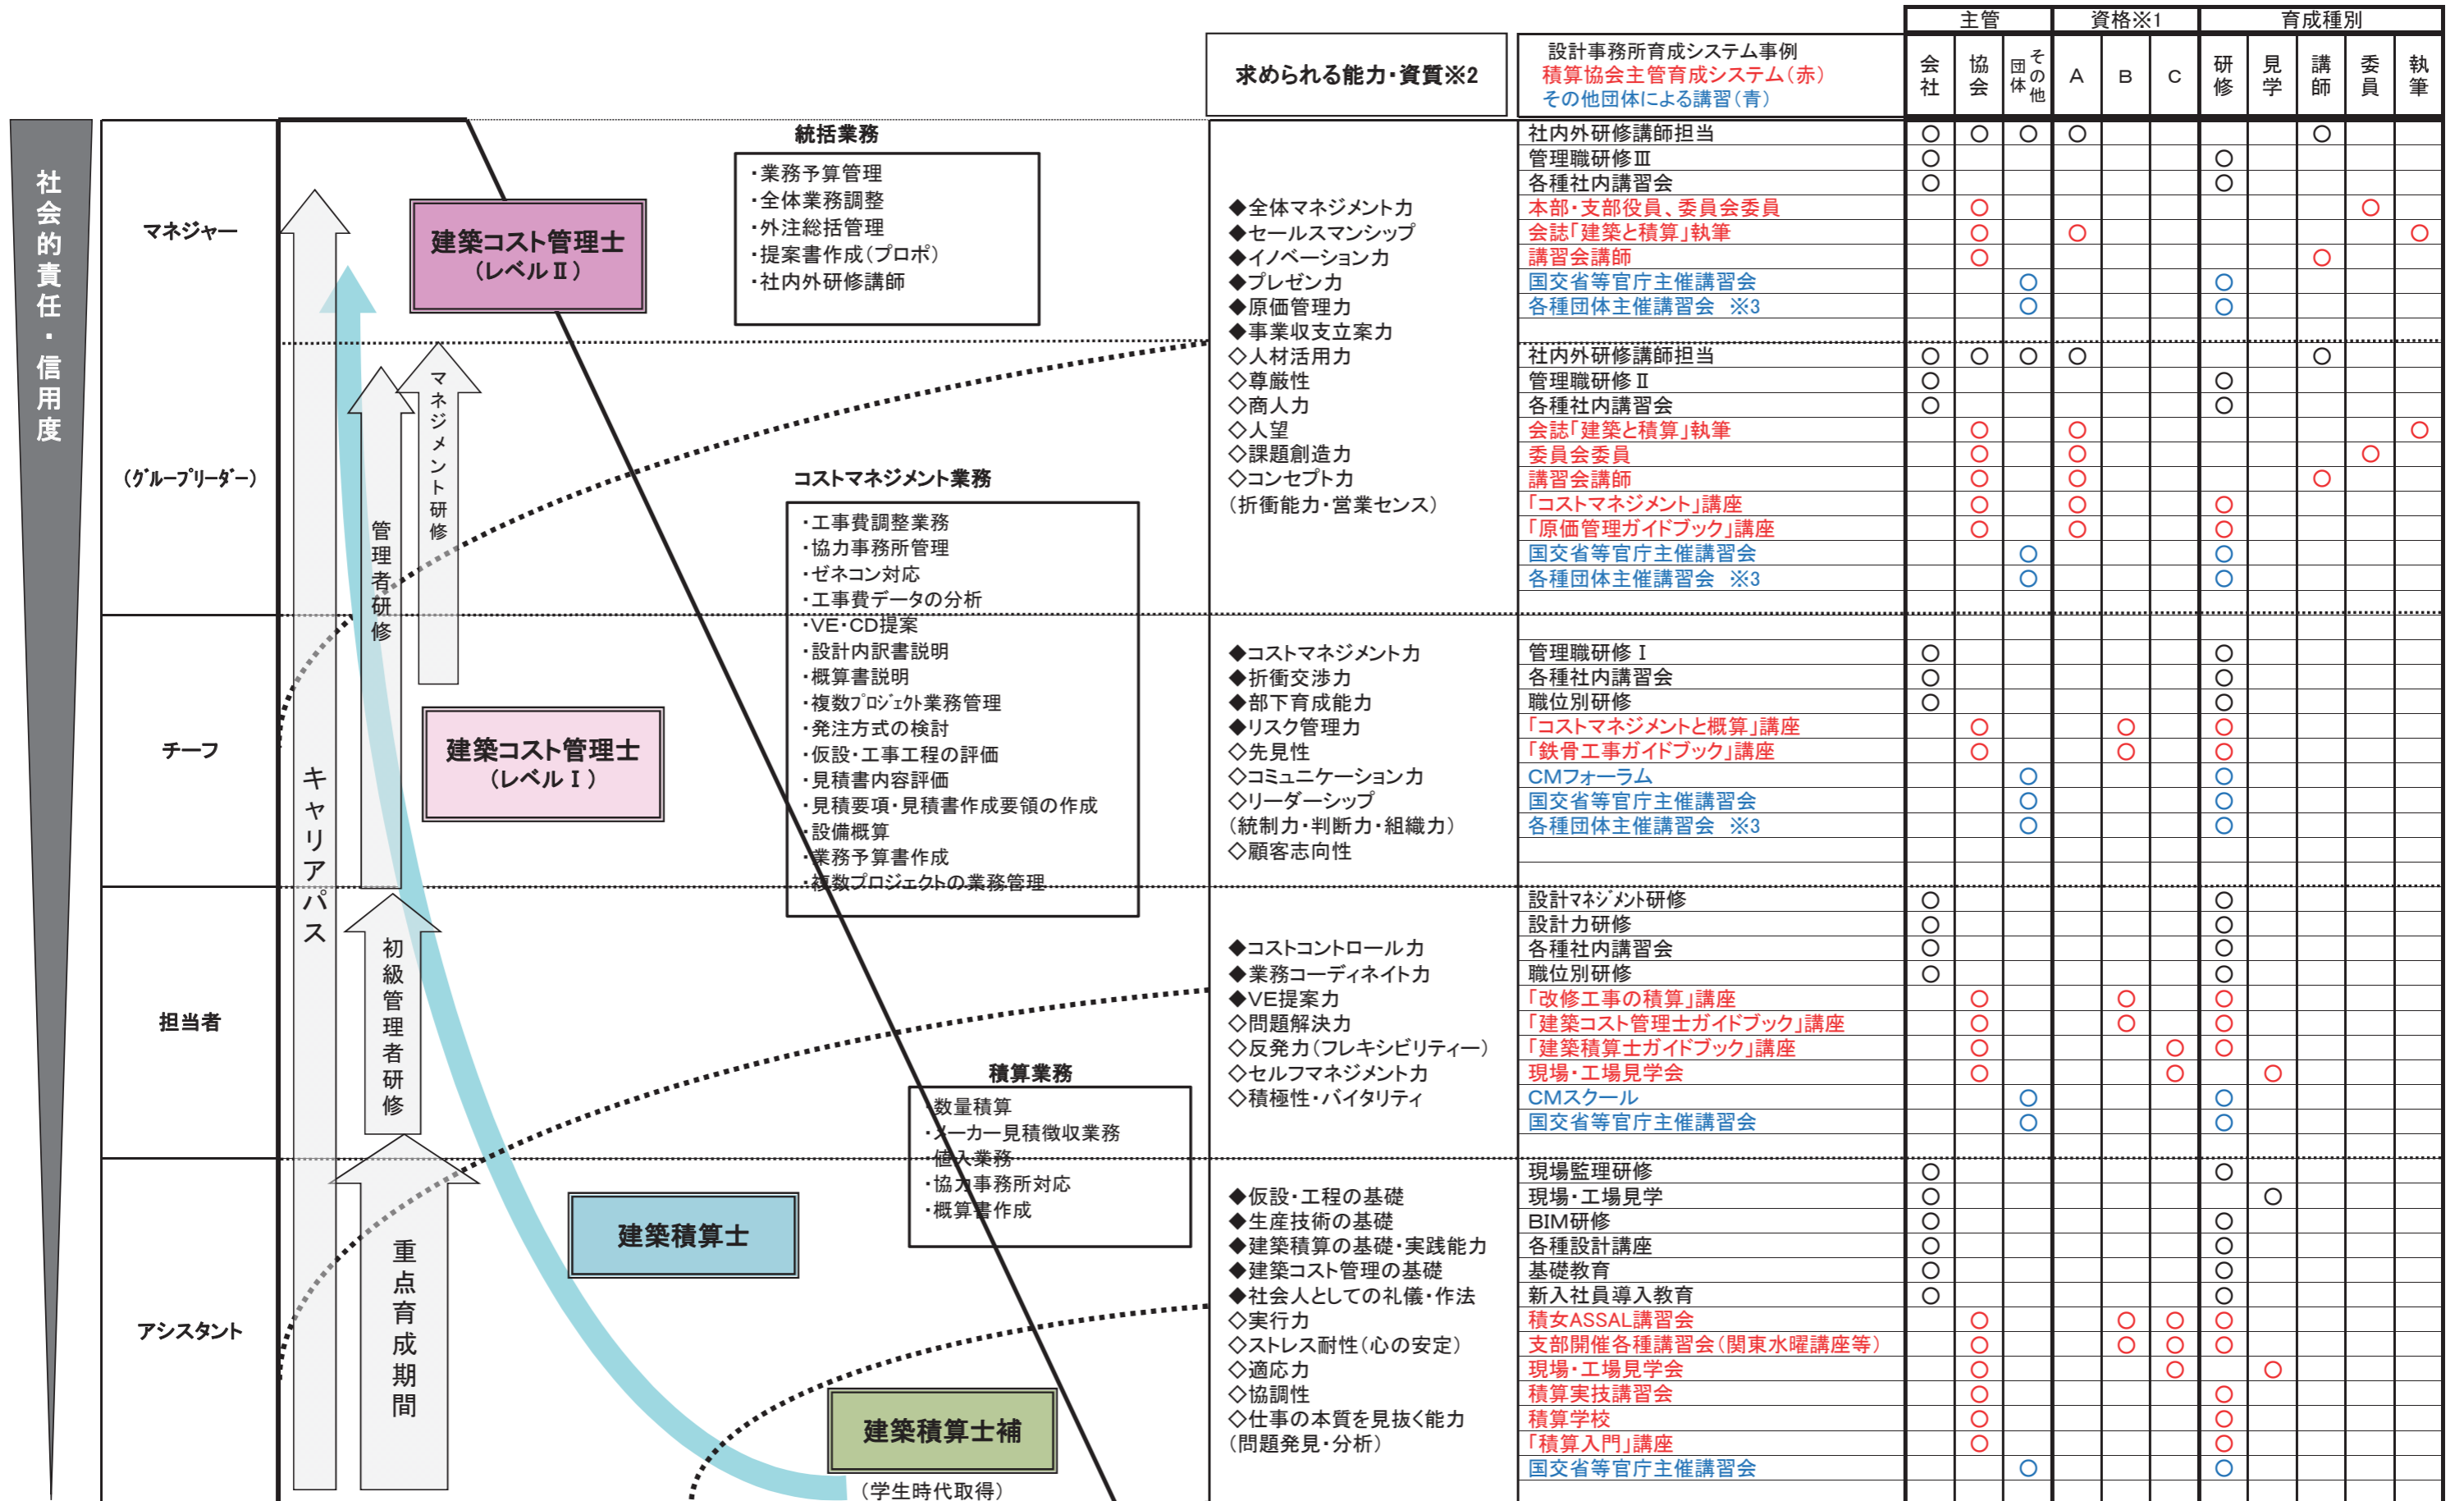 主管
資格※1
育成種別
求められる能力・資質※2
設計事務所育成システム事例
積算協会主管育成システム（赤）
その他団体による講習（青）
会社
協会
その他団体
A
B
C
研修
見学
講師
委員
執筆
社会的責任・信用度
マネジャー
（グループリーダー）
チーフ
担当者
アシスタント
キャリアパス
マネジメント研修
管理者研修
初級管理者研修
重点育成期間
建築コスト管理士
（レベルⅡ）
建築コスト管理士
（レベルⅠ）
建築積算士
建築積算士補
（学生時代取得）
統括業務
・業務予算管理
・全体業務調整
・外注総括管理
・提案書作成（プロポ）
・社内外研修講師
コストマネジメント業務
・工事費調整業務
・協力事務所管理
・ゼネコン対応
・工事費データの分析
・VE・CD提案
・設計内訳書説明
・概算書説明
・複数プロジェクト業務管理
・発注方式の検討
・仮設・工事工程の評価
・見積書内容評価
・見積要項・見積書作成要領の作成
・設備概算
・業務予算書作成
・複数プロジェクトの業務管理
積算業務
・数量積算
・メーカー見積徴収業務
・値入業務
・協力事務所対応
・概算書作成
◆全体マネジメント力
◆セールスマンシップ
◆イノベーション力
◆プレゼン力
◆原価管理力
◆事業収支立案力
◇人材活用力
◇尊厳性
◇商人力
◇人望
◇課題創造力
◇コンセプト力
（折衝能力・営業センス）
◆コストマネジメント力
◆折衝交渉力
◆部下育成能力
◆リスク管理力
◇先見性
◇コミュニケーション力
◇リーダーシップ
（統制力・判断力・組織力）
◇顧客志向性
◆コストコントロール力
◆業務コーディネイト力
◆VE提案力
◇問題解決力
◇反発力（フレキシビリティー）
◇セルフマネジメント力
◇積極性・バイタリティ
◆仮設・工程の基礎
◆生産技術の基礎
◆建築積算の基礎・実践能力
◆建築コスト管理の基礎
◆社会人としての礼儀・作法
◇実行力
◇ストレス耐性（心の安定）
◇適応力
◇協調性
◇仕事の本質を見抜く能力
（問題発見・分析）
社内外研修講師担当 ○ ○ ○ ○ ○
管理職研修Ⅲ ○ ○
各種社内講習会 ○ ○
本部・支部役員、委員会委員 ○ ○
会誌「建築と積算」執筆 ○ ○ ○
講習会講師 ○ ○
国交省等官庁主催講習会 ○ ○
各種団体主催講習会 ※3 ○ ○
社内外研修講師担当 ○ ○ ○ ○ ○
管理職研修Ⅱ ○ ○
各種社内講習会 ○ ○
会誌「建築と積算」執筆 ○ ○ ○
委員会委員 ○ ○ ○
講習会講師 ○ ○ ○
「コストマネジメント」講座 ○ ○ ○
「原価管理ガイドブック」講座 ○ ○ ○
国交省等官庁主催講習会 ○ ○
各種団体主催講習会 ※3 ○ ○
管理職研修Ⅰ ○ ○
各種社内講習会 ○ ○
職位別研修 ○ ○
「コストマネジメントと概算」講座 ○ ○ ○
「鉄骨工事ガイドブック」講座 ○ ○ ○
CMフォーラム ○ ○
国交省等官庁主催講習会 ○ ○
各種団体主催講習会 ※3 ○ ○
設計マネジメント研修 ○ ○
設計力研修 ○ ○
各種社内講習会 ○ ○
職位別研修 ○ ○
「改修工事の積算」講座 ○ ○ ○
「建築コスト管理士ガイドブック」講座 ○ ○ ○
「建築積算士ガイドブック」講座 ○ ○ ○
現場・工場見学会 ○ ○ ○
CMスクール ○ ○
国交省等官庁主催講習会 ○ ○
現場監理研修 ○ ○
現場・工場見学 ○ ○
BIM研修 ○ ○
各種設計講座 ○ ○
基礎教育 ○ ○
新入社員導入教育 ○ ○
積女ASSAL講習会 ○ ○ ○ ○
支部開催各種講習会（関東水曜講座等） ○ ○ ○ ○
現場・工場見学会 ○ ○ ○
積算実技講習会 ○ ○
積算学校 ○ ○
「積算入門」講座 ○ ○
国交省等官庁主催講習会 ○ ○